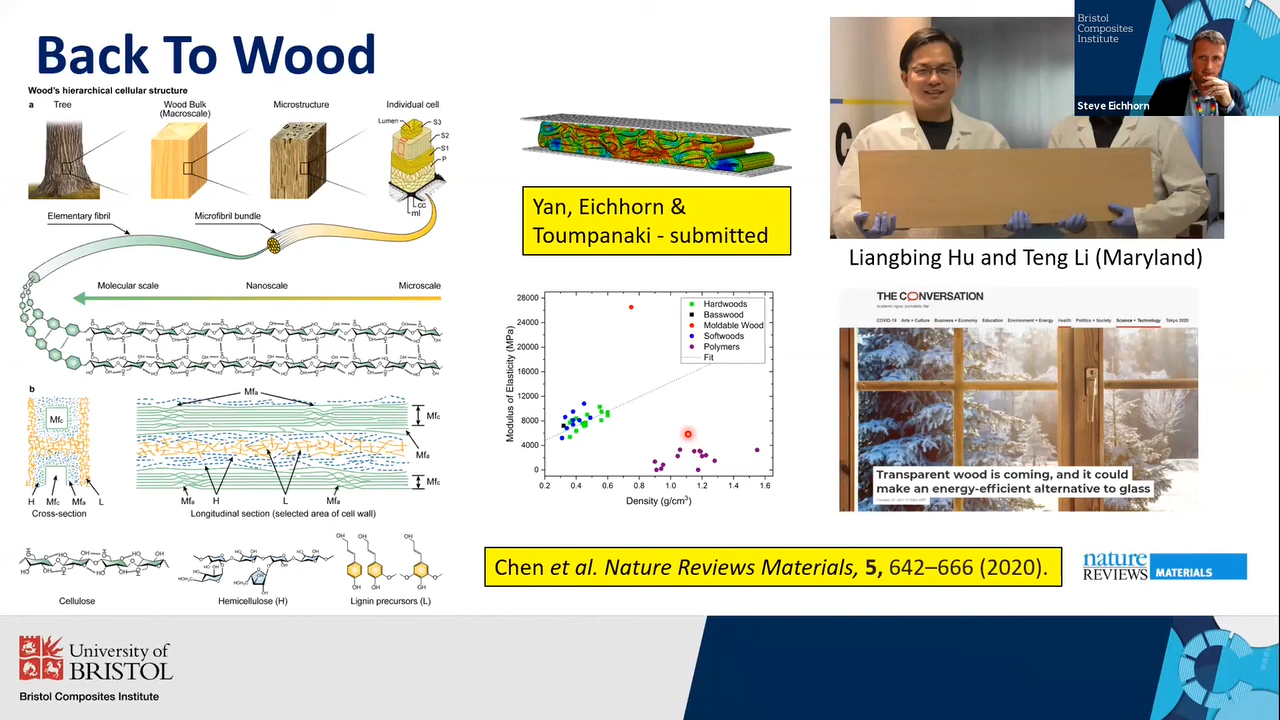 Back To Wood
Wood's hierarchical cellular structure
a
Tree
Wood Bulk
(Macroscale)
Microstructure
Individual cell
Lumen
S3
S2
S1
P
cc
ml
Elementary fibril
Microfibril bundle
Molecular scale
Nanoscale
Microscale
b
Mfc
H
Mfc
Mfa
L
Cross-section
Mfa
Mfc
Mfa
Mfc
Mfa
H
L
Mfa
Longitudinal section (selected area of cell wall)
Cellulose
Hemicellulose (H)
Lignin precursors (L)
Yan, Eichhorn &
Toumpanaki - submitted
Modulus of Elasticity (MPa)
28000
24000
20000
16000
12000
8000
4000
0
0.2
0.4
0.6
0.8
1.0
1.2
1.4
1.6
Density (g/cm³)
Hardwoods
Basswood
Moldable Wood
Softwoods
Polymers
Fit
Bristol
Composites
Institute
Steve Eichhorn
Liangbing Hu and Teng Li (Maryland)
THE CONVERSATION
COVID-19 Arts + Culture Business + Economy Education Environment + Energy Health Politics + Society Science + Technology Tokyo 2020
Transparent wood is coming, and it could
make an energy-efficient alternative to glass
Chen et al. Nature Reviews Materials, 5, 642–666 (2020).
nature
REVIEWS MATERIALS
University of
BRISTOL
Bristol Composites Institute